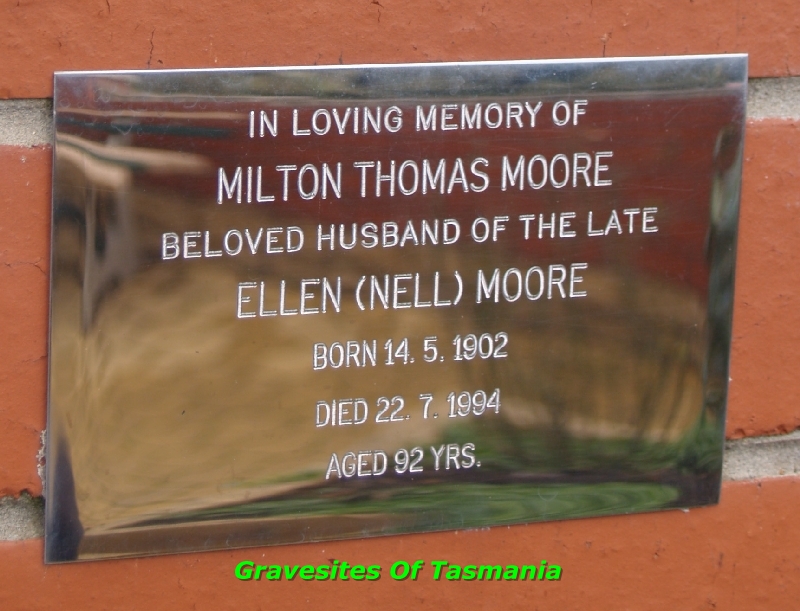 IN LOVING MEMORY OF
MILTON THOMAS MOORE
BELOVED HUSBAND OF THE LATE
ELLEN (NELL) MOORE
BORN 14. 5. 1902
DIED 22. 7. 1994
AGED 92 YRS.
Gravesites Of Tasmania